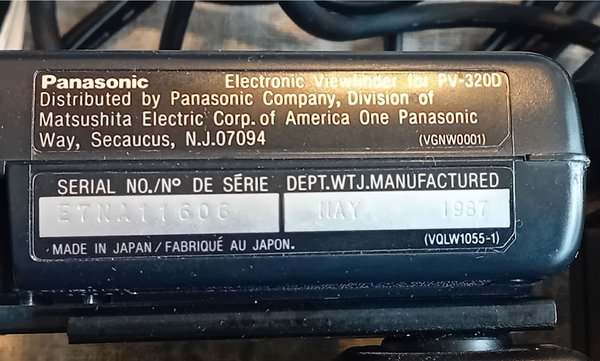 Panasonic Electronic Viewfinder for PV-320D
Distributed by Panasonic Company, Division of
Matsushita Electric Corp. of America One Panasonic
Way, Secaucus, N.J.07094 (VGNW0001)
SERIAL NO./Nº DE SÉRIE DEPT.WTJ.MANUFACTURED
E7NA11606 MAY 1987
MADE IN JAPAN/FABRIQUÉ AU JAPON. (VQLW1055-1)